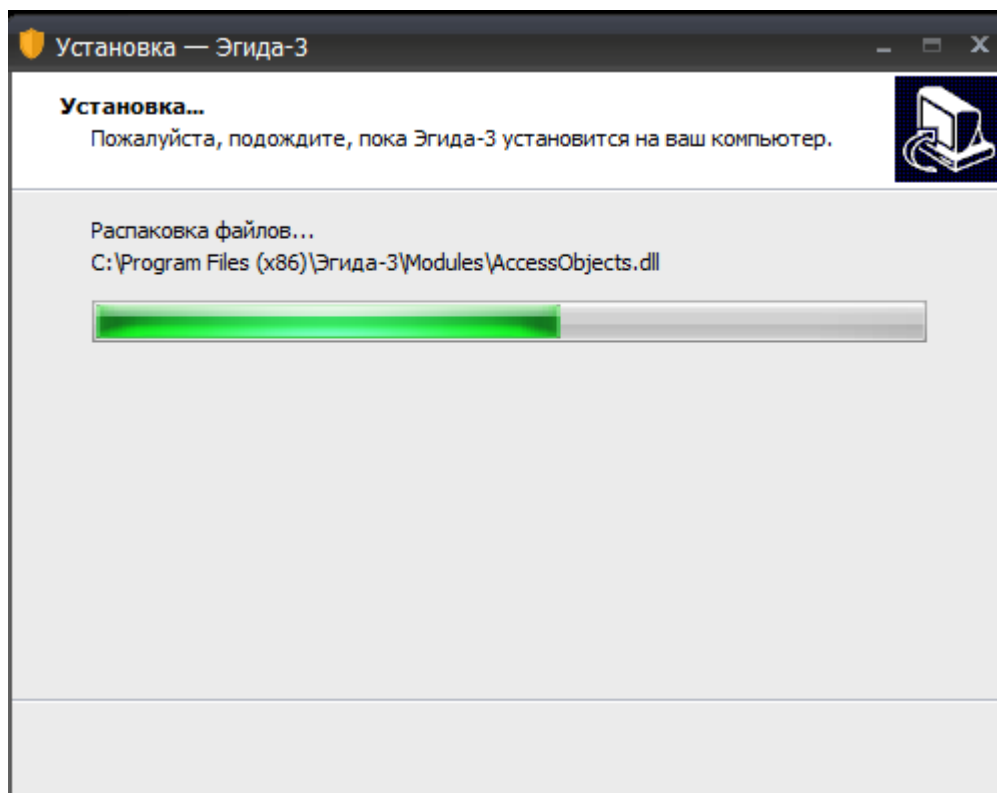 Установка — Эгида-3
Установка...
Пожалуйста, подождите, пока Эгида-3 установится на ваш компьютер.
Распаковка файлов...
C:\Program Files (x86)\Эгида-3\Modules\AccessObjects.dll